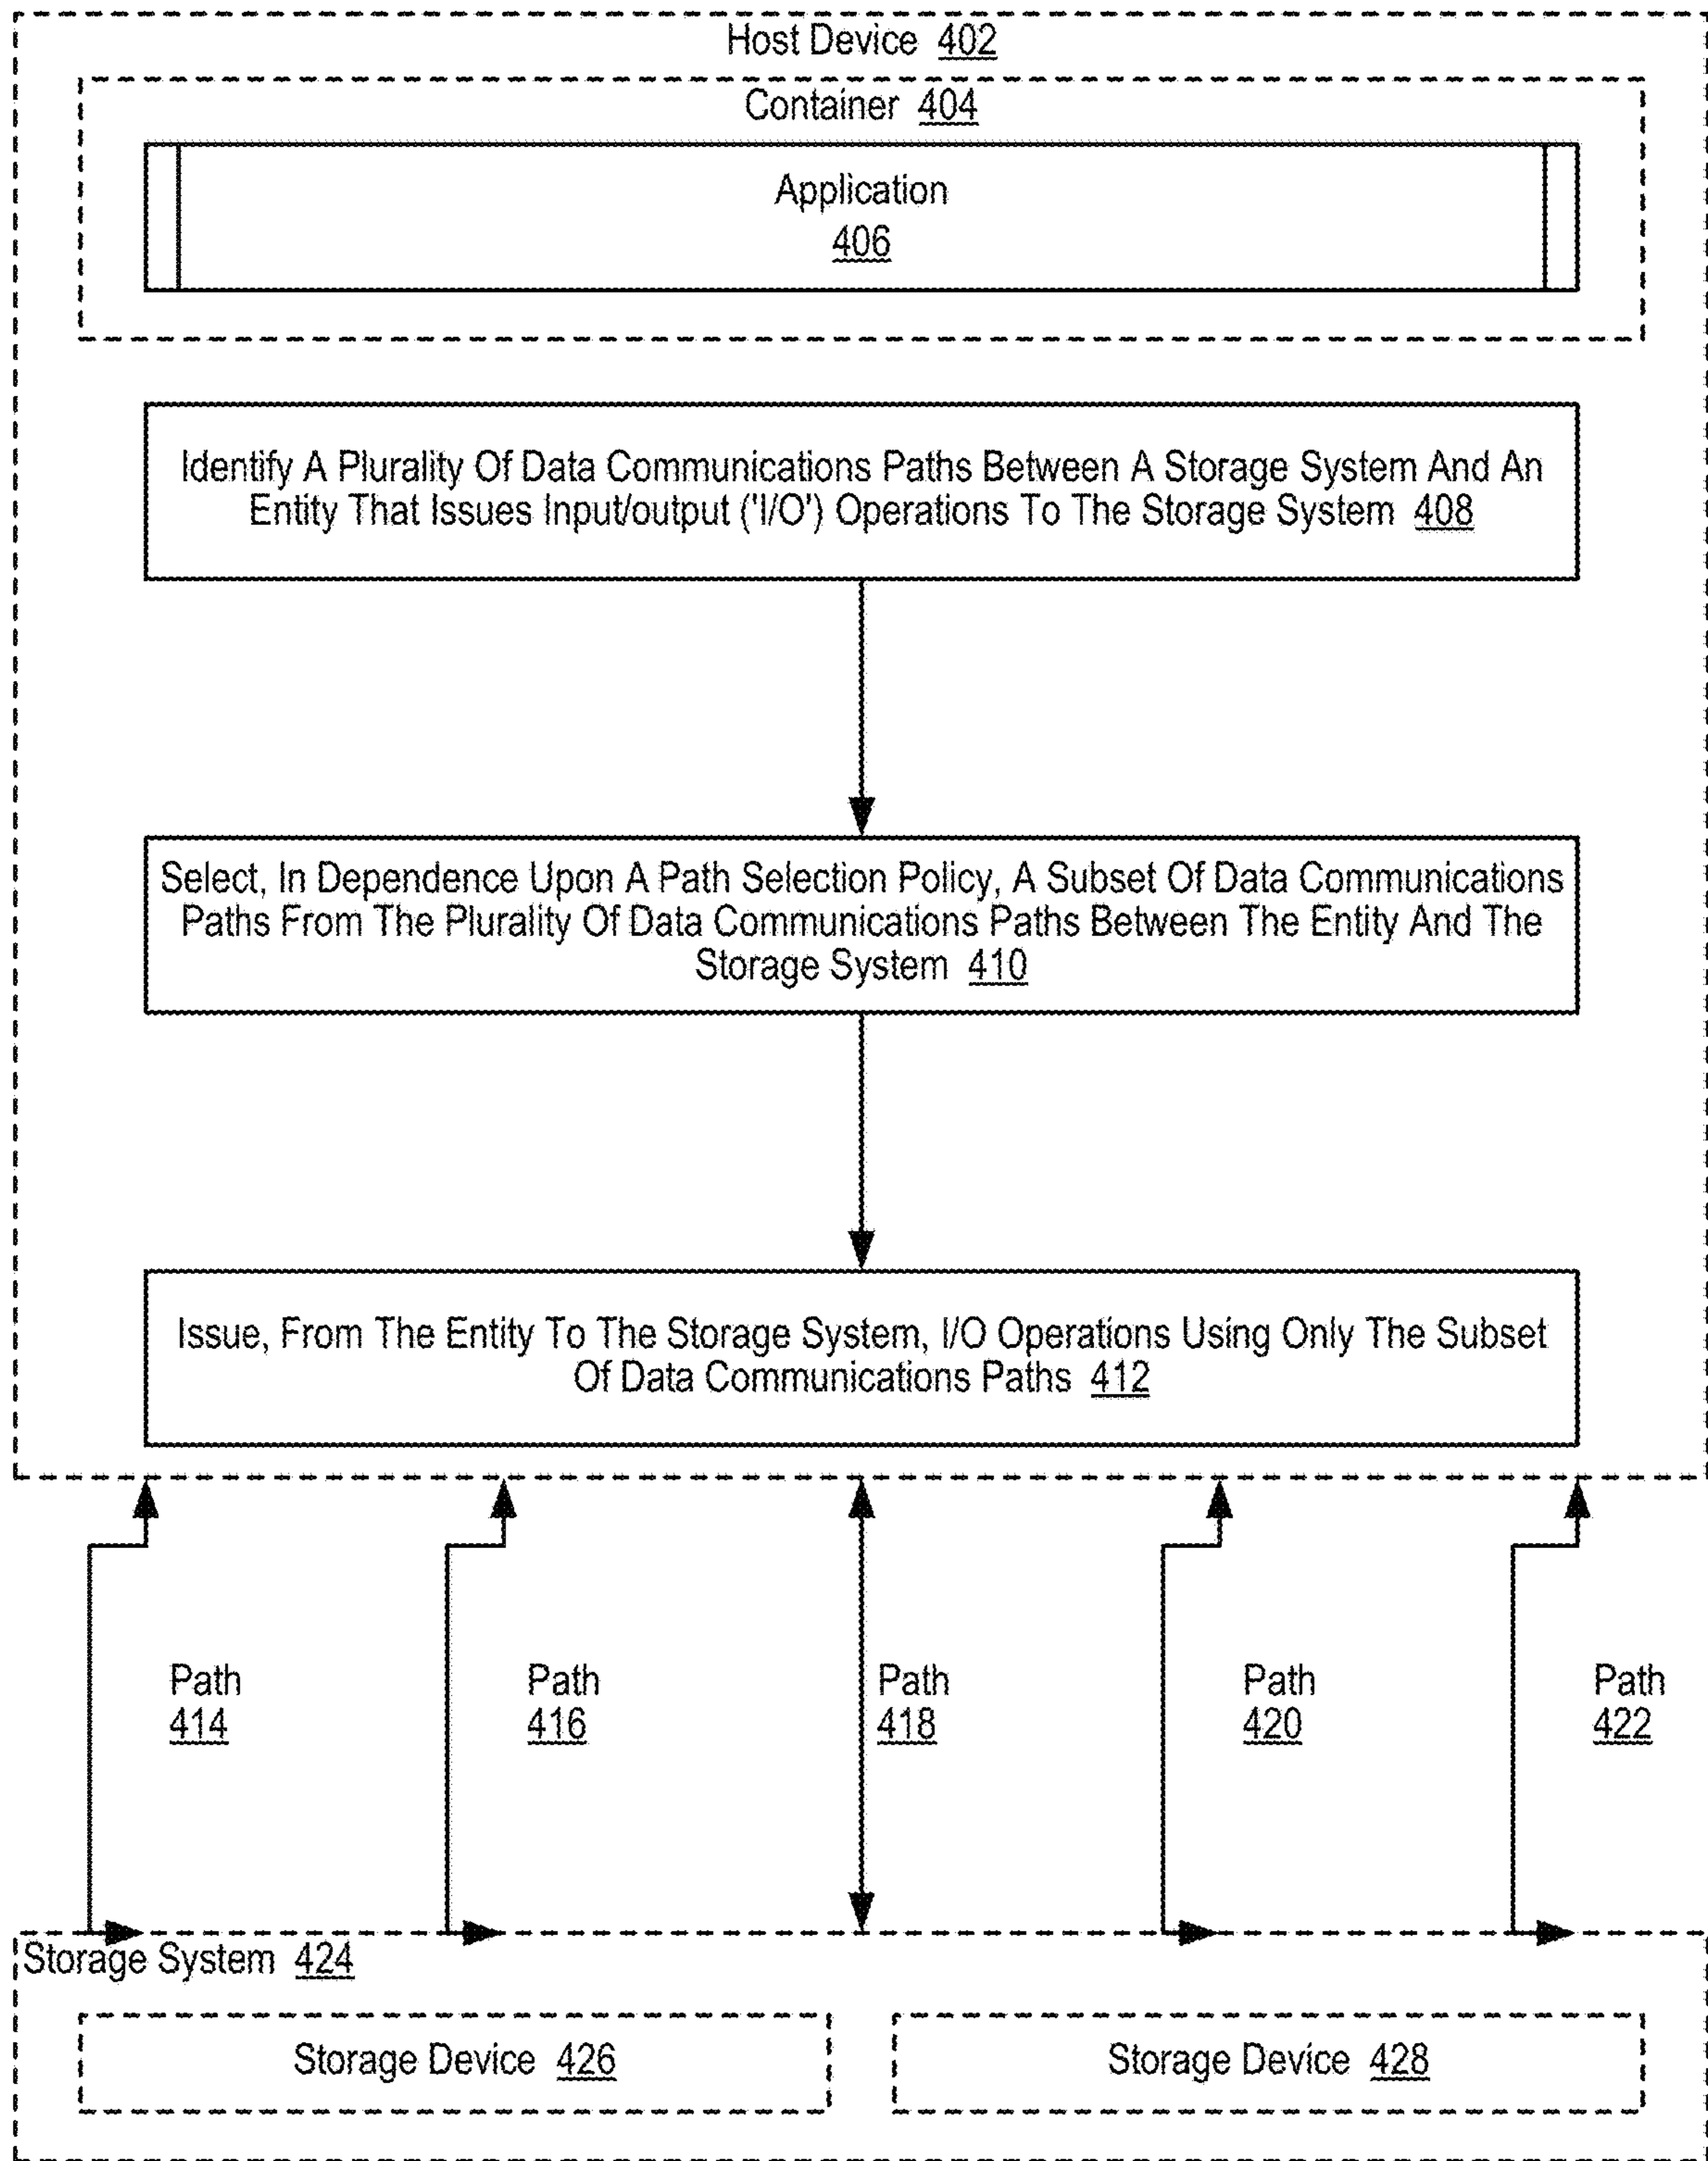 Host Device 402
Container 404
Application
406
Identify A Plurality Of Data Communications Paths Between A Storage System And An
Entity That Issues Input/output ('I/O') Operations To The Storage System 408
Select, In Dependence Upon A Path Selection Policy, A Subset Of Data Communications
Paths From The Plurality Of Data Communications Paths Between The Entity And The
Storage System 410
Issue, From The Entity To The Storage System, I/O Operations Using Only The Subset
Of Data Communications Paths 412
Path
414
Path
416
Path
418
Path
420
Path
422
Storage System 424
Storage Device 426
Storage Device 428